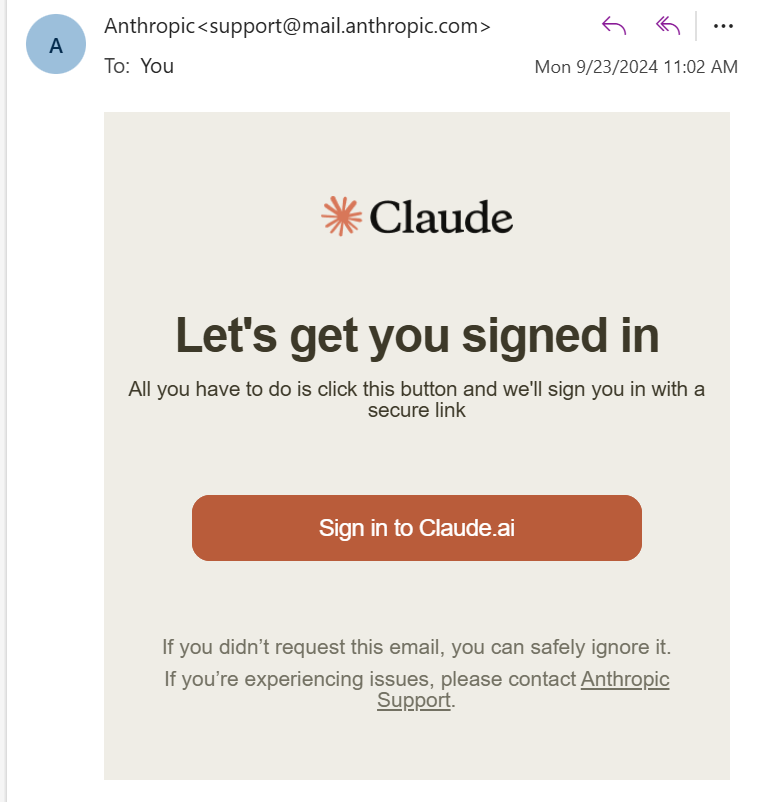 A
Anthropic<support@mail.anthropic.com>
To: You
Mon 9/23/2024 11:02 AM
Claude
Let's get you signed in
All you have to do is click this button and we'll sign you in with a
secure link
Sign in to Claude.ai
If you didn’t request this email, you can safely ignore it.
If you’re experiencing issues, please contact Anthropic
Support.